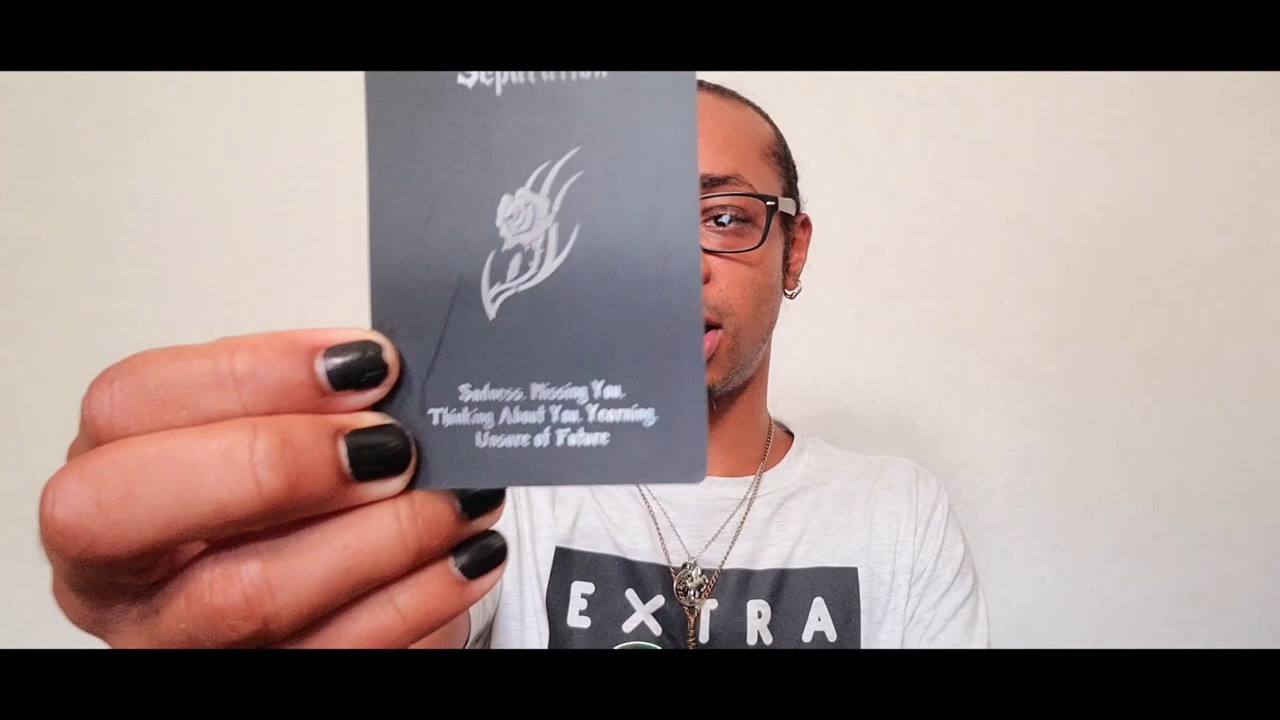 Separation
Sadness, Missing You,
Thinking About You, Yearning,
Unsure of Future
EXTRA